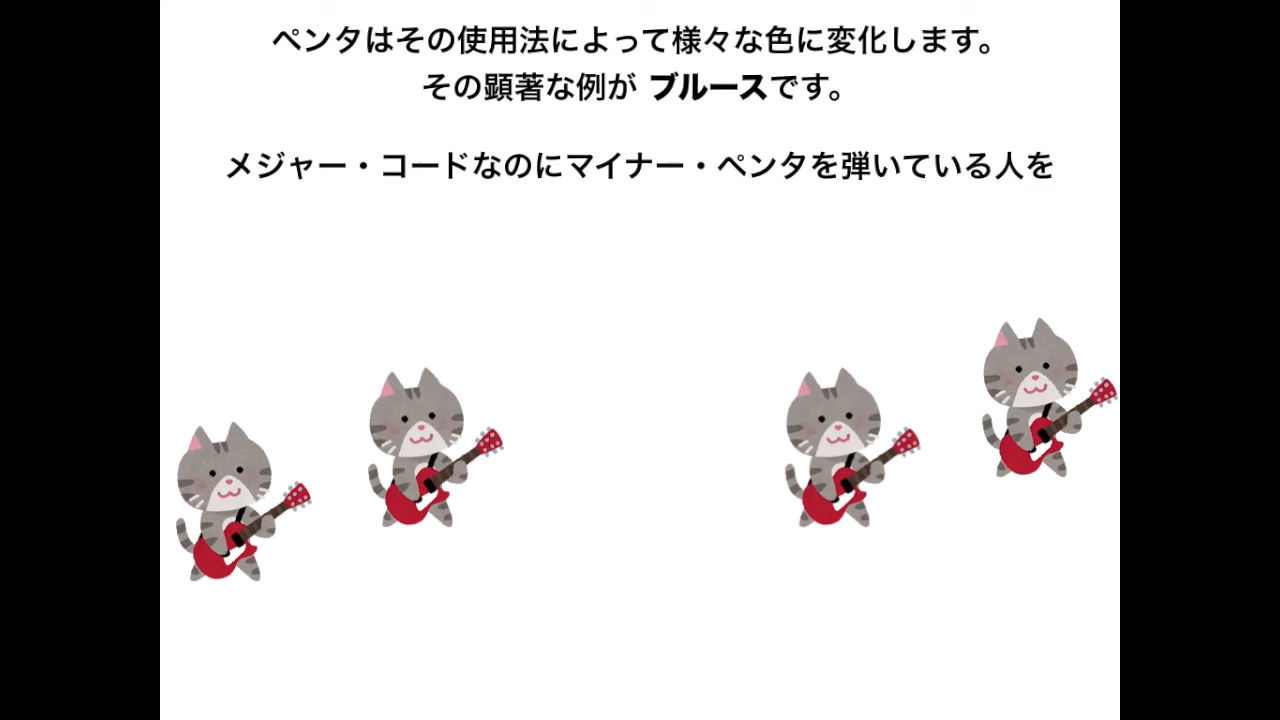 ペンタはその使用法によって様々な色に変化します。
その顕著な例が ブルースです。
メジャー・コードなのにマイナー・ペンタを弾いている人を